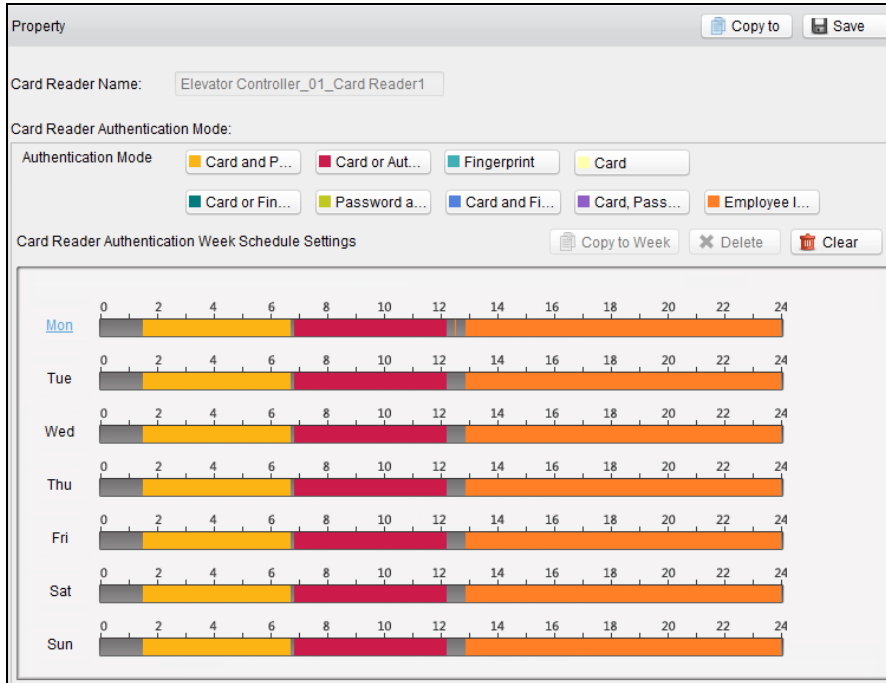 Property Copy to Save
Card Reader Name: Elevator Controller_01_Card Reader1
Card Reader Authentication Mode:
Authentication Mode Card and P... Card or Aut... Fingerprint Card
Card or Fin... Password a... Card and Fi... Card, Pass... Employee I...
Card Reader Authentication Week Schedule Settings Copy to Week Delete Clear
0 2 4 6 8 10 12 14 16 18 20 22 24
Mon
0 2 4 6 8 10 12 14 16 18 20 22 24
Tue
0 2 4 6 8 10 12 14 16 18 20 22 24
Wed
0 2 4 6 8 10 12 14 16 18 20 22 24
Thu
0 2 4 6 8 10 12 14 16 18 20 22 24
Fri
0 2 4 6 8 10 12 14 16 18 20 22 24
Sat
0 2 4 6 8 10 12 14 16 18 20 22 24
Sun